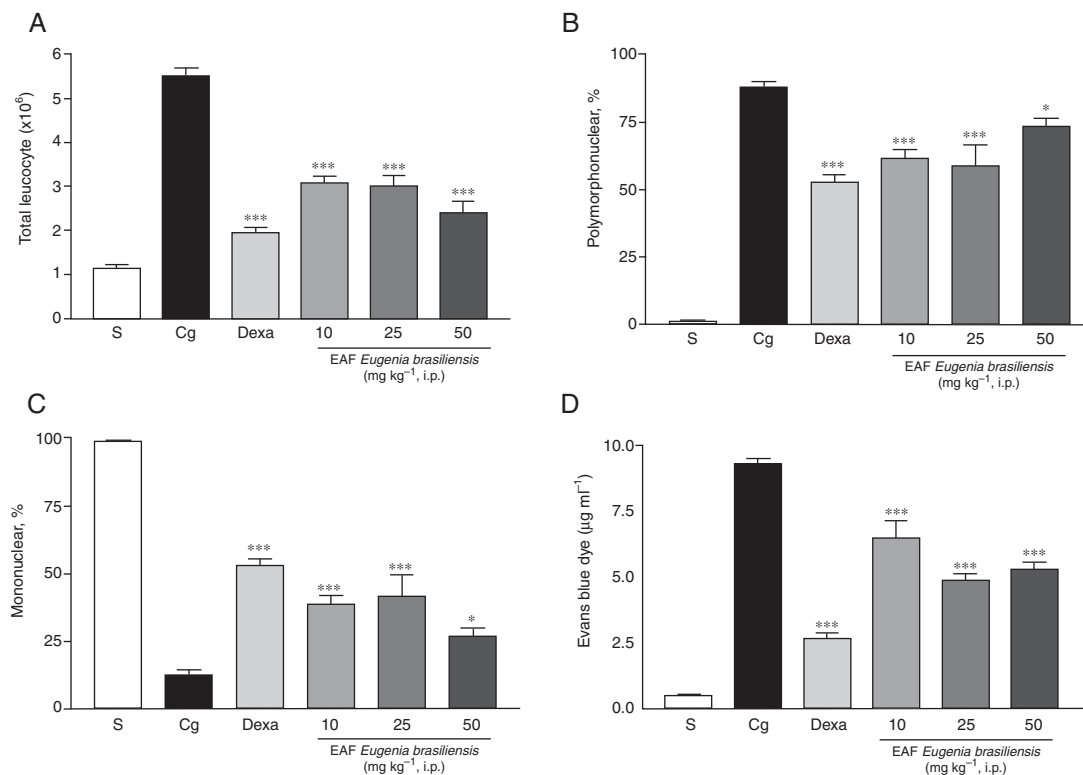 A
Total leucocyte (x10⁶)
6
5
4
3
2
1
0
***
***
***
***
S Cg Dexa 10 25 50
EAF Eugenia brasiliensis
(mg kg⁻¹, i.p.)
B
Polymorphonuclear, %
100
75
50
25
0
***
***
***
*
S Cg Dexa 10 25 50
EAF Eugenia brasiliensis
(mg kg⁻¹, i.p.)
C
Mononuclear, %
100
75
50
25
0
***
***
***
*
S Cg Dexa 10 25 50
EAF Eugenia brasiliensis
(mg kg⁻¹, i.p.)
D
Evans blue dye (µg ml⁻¹)
10.0
7.5
5.0
2.5
0.0
***
***
***
***
S Cg Dexa 10 25 50
EAF Eugenia brasiliensis
(mg kg⁻¹, i.p.)